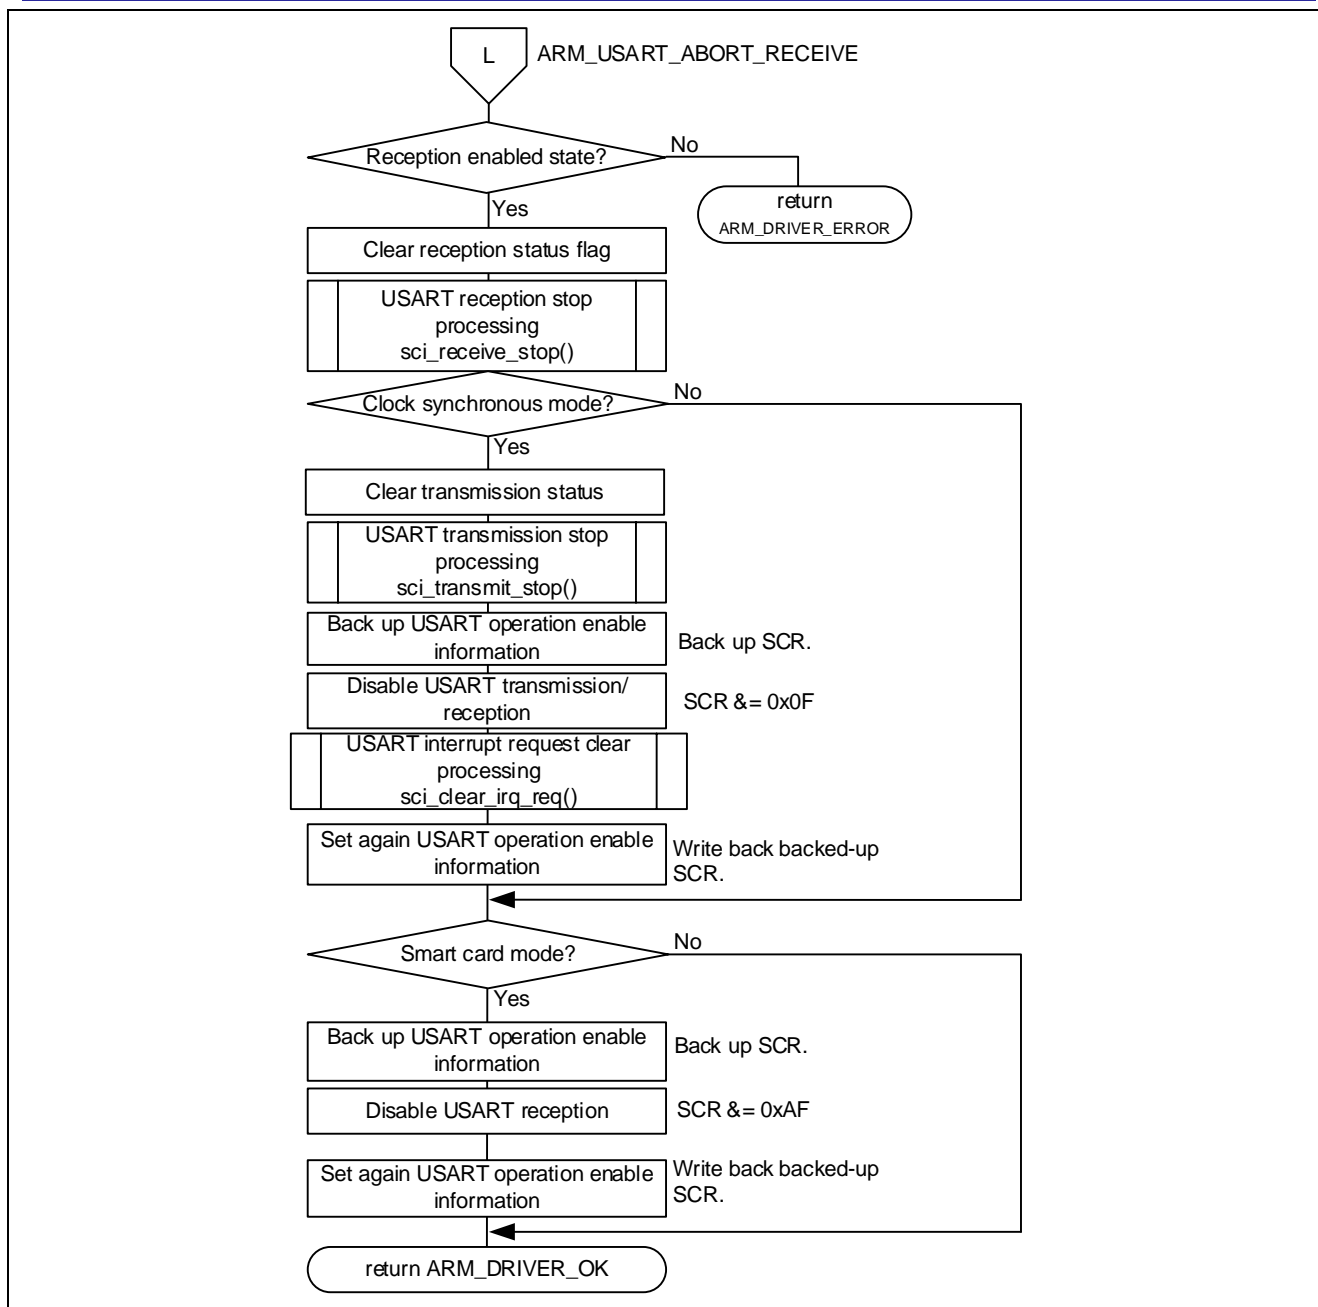 L
ARM_USART_ABORT_RECEIVE
Reception enabled state?
No
return
ARM_DRIVER_ERROR
Yes
Clear reception status flag
USART reception stop
processing
sci_receive_stop()
Clock synchronous mode?
No
Yes
Clear transmission status
USART transmission stop
processing
sci_transmit_stop()
Back up USART operation enable
information
Back up SCR.
Disable USART transmission/
reception
SCR &= 0x0F
USART interrupt request clear
processing
sci_clear_irq_req()
Set again USART operation enable
information
Write back backed-up
SCR.
Smart card mode?
No
Yes
Back up USART operation enable
information
Back up SCR.
Disable USART reception
SCR &= 0xAF
Set again USART operation enable
information
Write back backed-up
SCR.
return ARM_DRIVER_OK